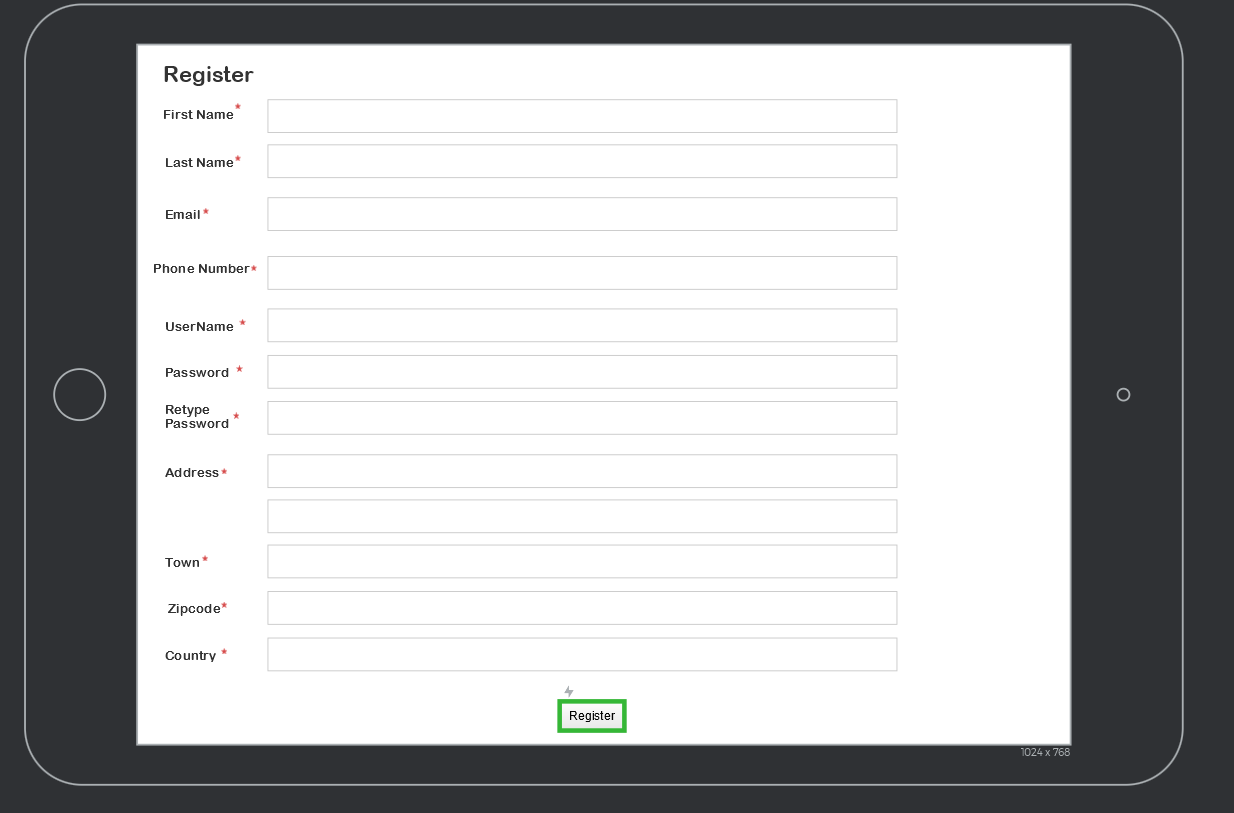 Register
First Name*
Last Name*
Email*
Phone Number*
UserName *
Password *
Retype
Password *
Address*
Town*
Zipcode*
Country *
Register
1024 x 768